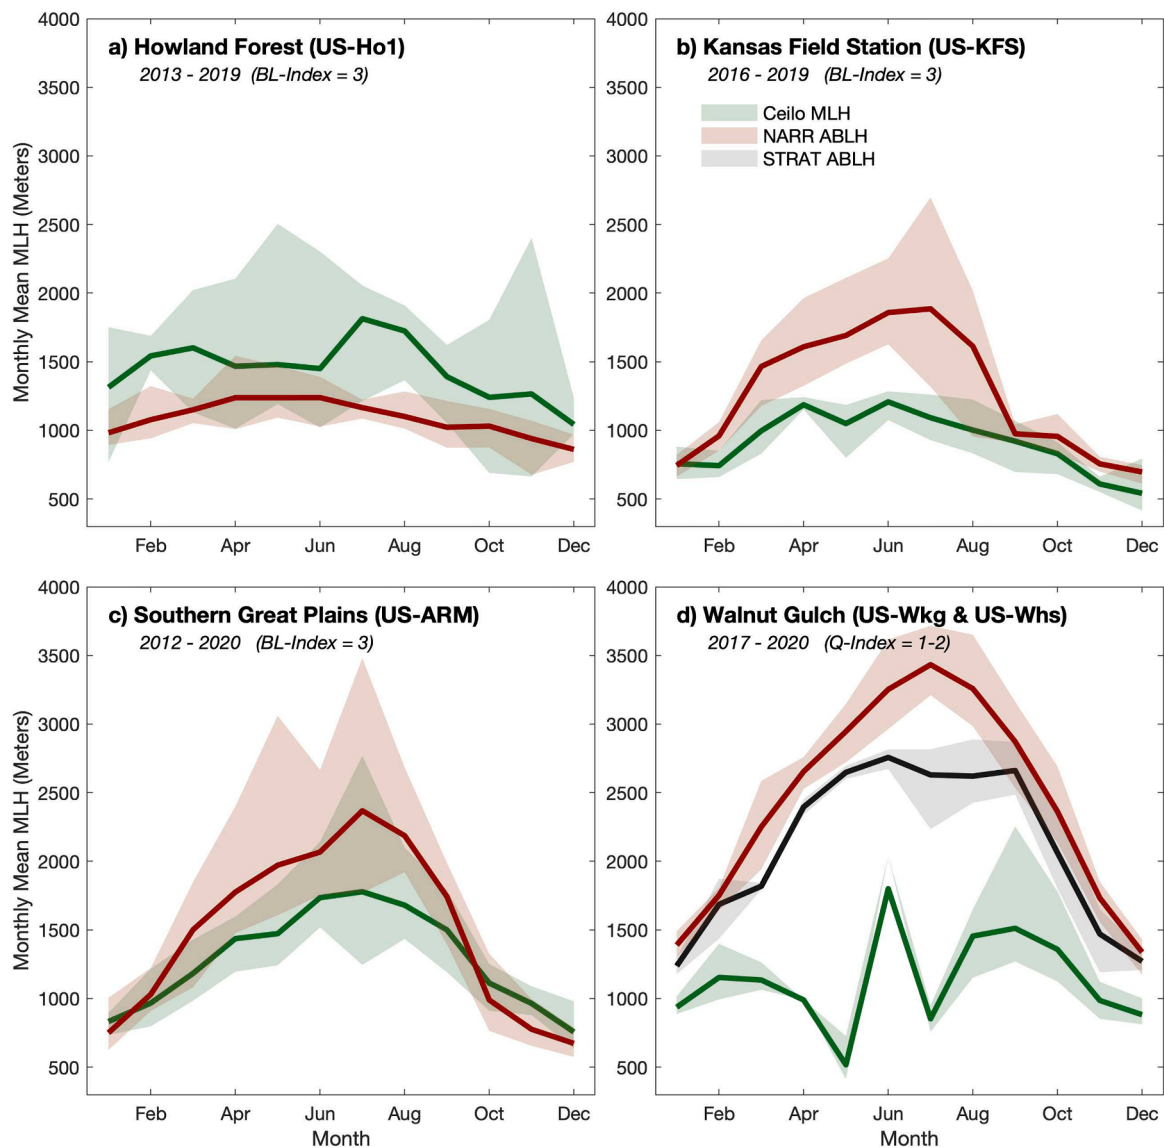 a) Howland Forest (US-Ho1)
2013 - 2019 (BL-Index = 3)
4000
3500
3000
2500
2000
1500
1000
500
Monthly Mean MLH (Meters)
Feb Apr Jun Aug Oct Dec
b) Kansas Field Station (US-KFS)
2016 - 2019 (BL-Index = 3)
Ceilo MLH
NARR ABLH
STRAT ABLH
4000
3500
3000
2500
2000
1500
1000
500
Feb Apr Jun Aug Oct Dec
c) Southern Great Plains (US-ARM)
2012 - 2020 (BL-Index = 3)
4000
3500
3000
2500
2000
1500
1000
500
Monthly Mean MLH (Meters)
Feb Apr Jun Aug Oct Dec
Month
d) Walnut Gulch (US-Wkg & US-Whs)
2017 - 2020 (Q-Index = 1-2)
4000
3500
3000
2500
2000
1500
1000
500
Feb Apr Jun Aug Oct Dec
Month